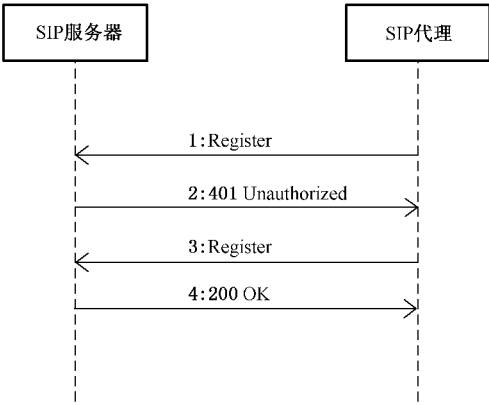 SIP服务器
SIP代理
1:Register
2:401 Unauthorized
3:Register
4:200 OK